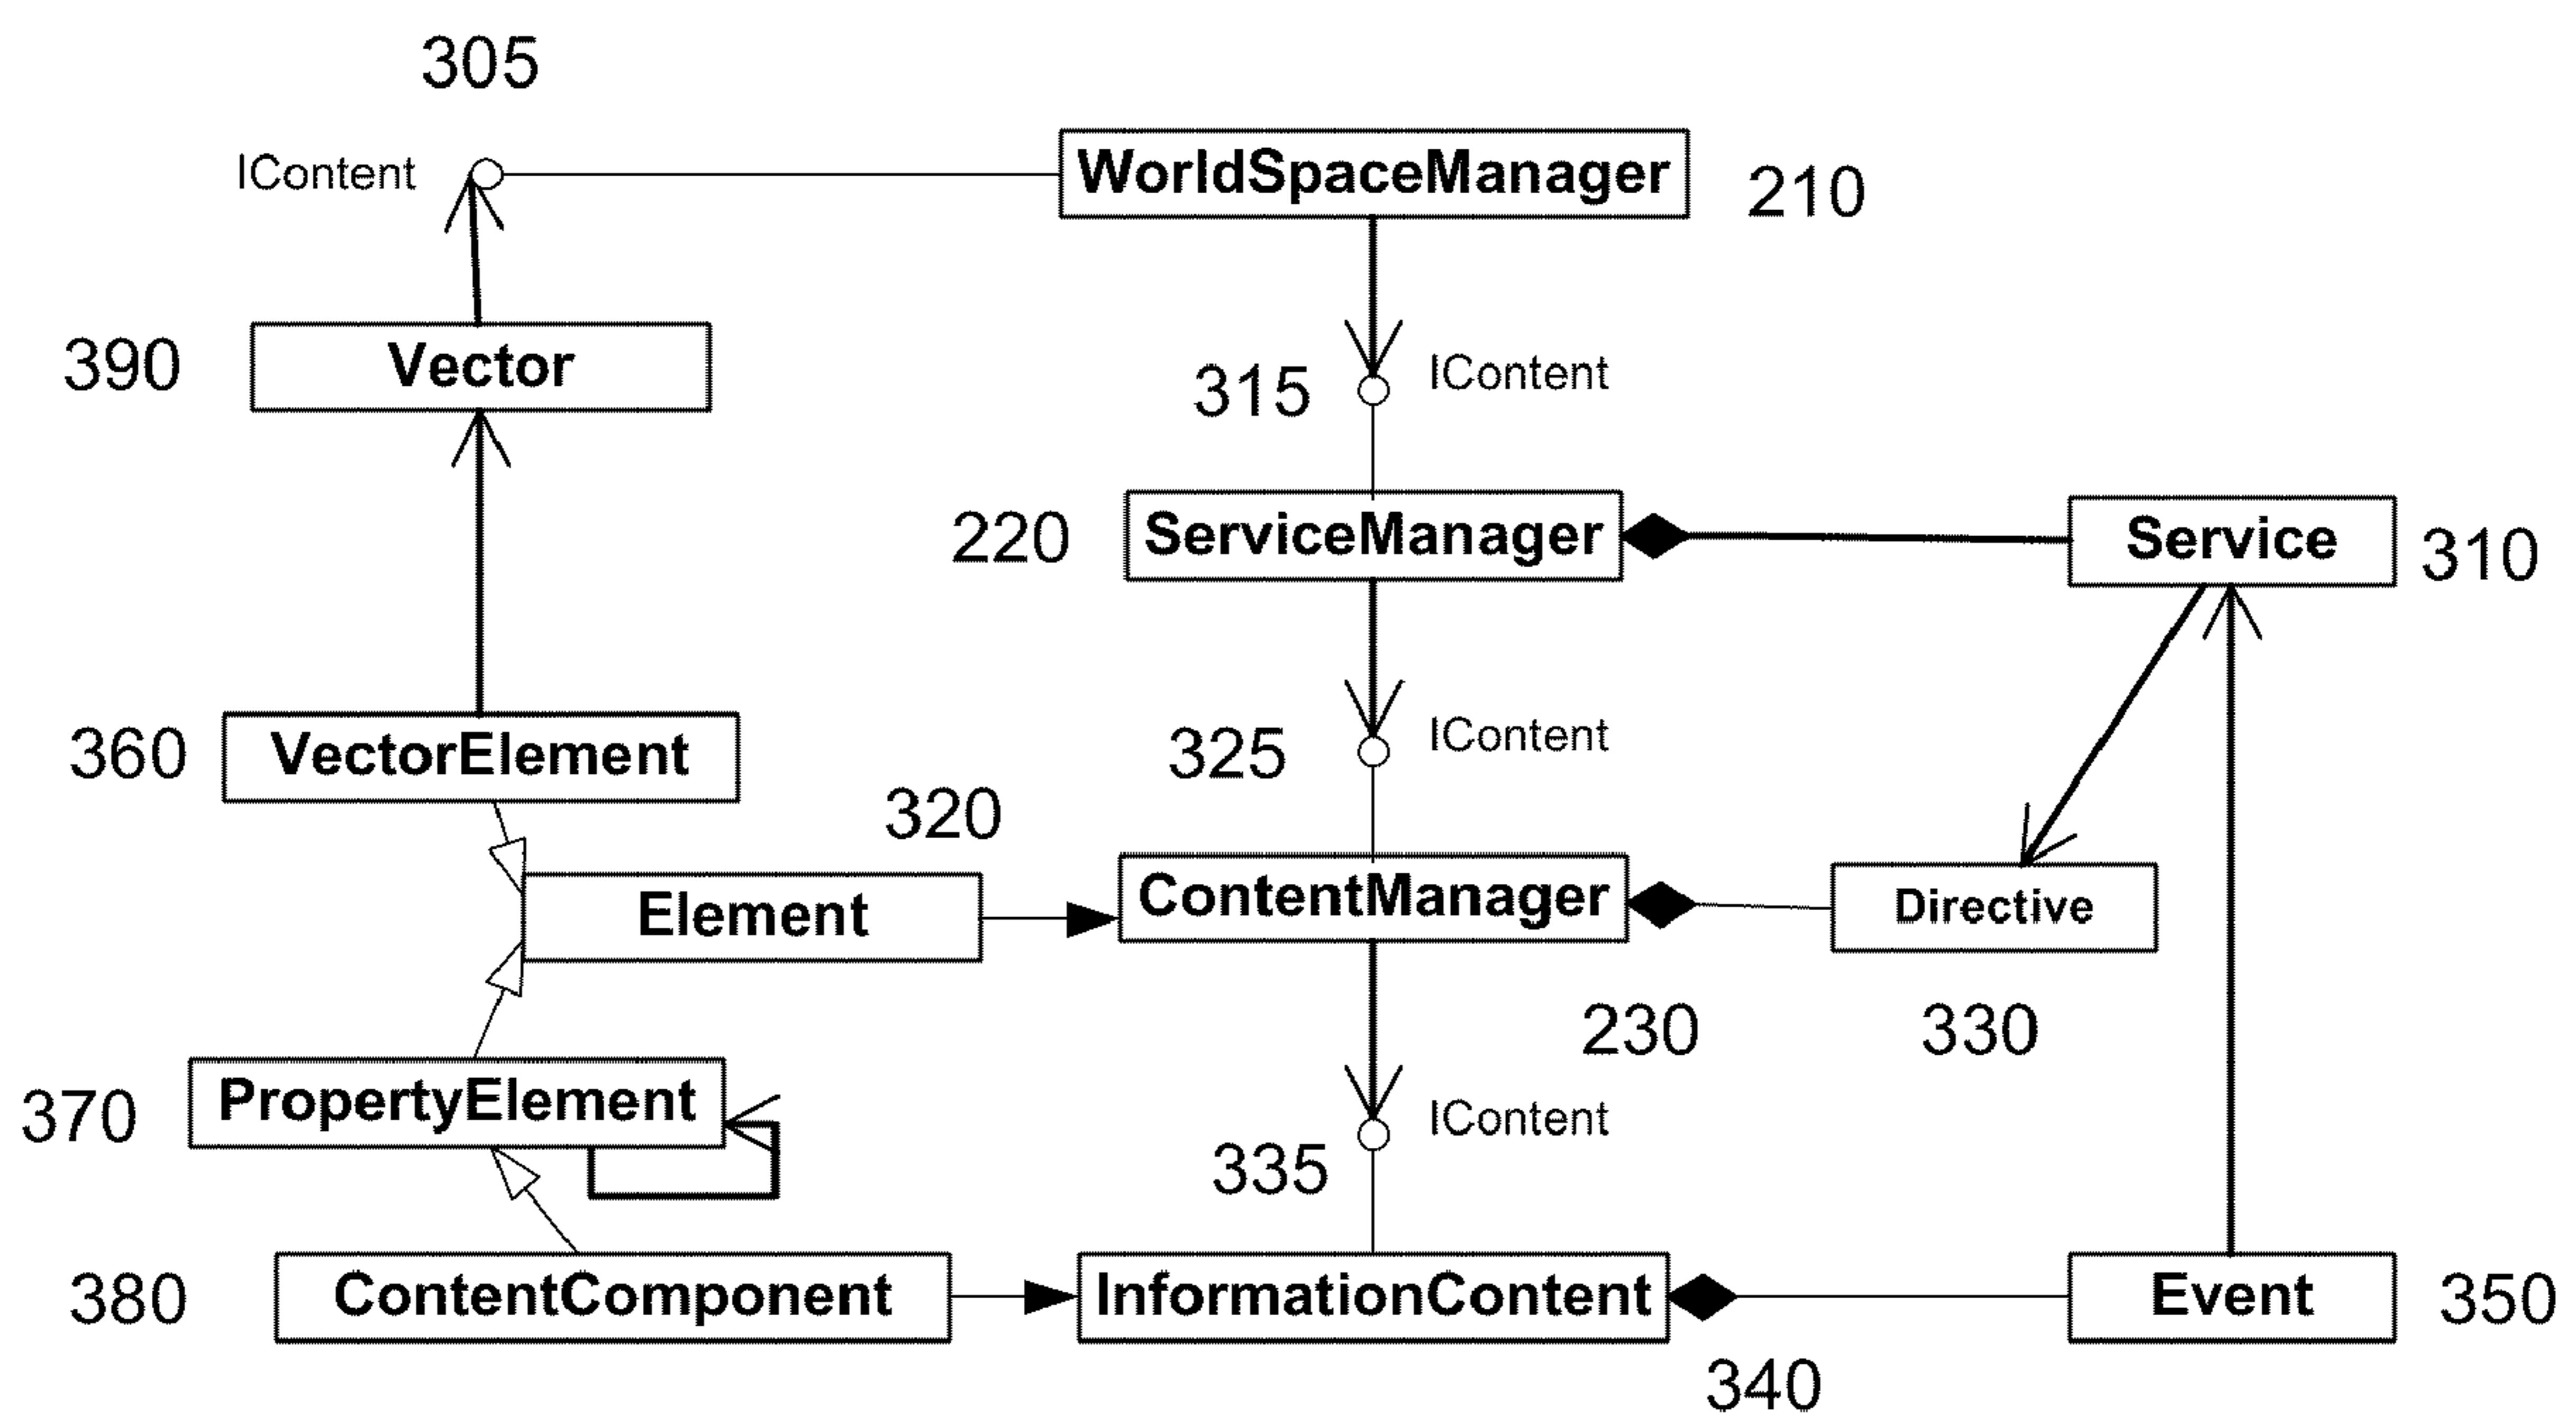 305
IContent
WorldSpaceManager
210
390
Vector
315
IContent
220
ServiceManager
Service
310
360
VectorElement
325
IContent
320
Element
ContentManager
Directive
230
330
370
PropertyElement
335
IContent
380
ContentComponent
InformationContent
Event
350
340